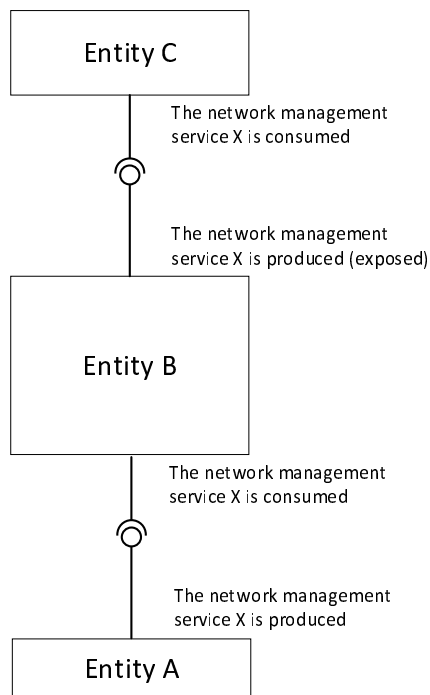 Entity C
The network management
service X is consumed
The network management
service X is produced (exposed)
Entity B
The network management
service X is consumed
The network management
service X is produced
Entity A